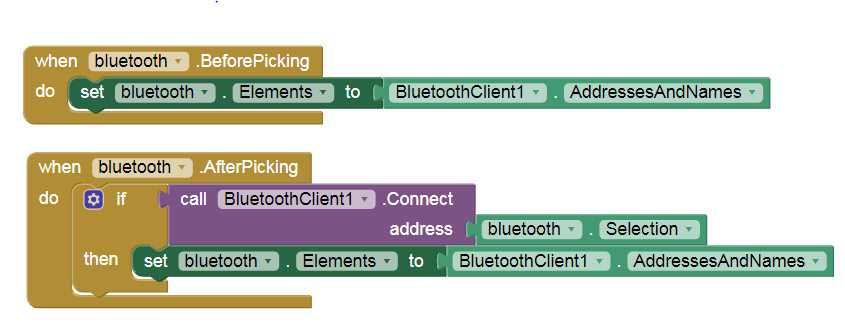 when bluetooth .BeforePicking
do set bluetooth . Elements to BluetoothClient1 . AddressesAndNames
when bluetooth .AfterPicking
do if call BluetoothClient1 .Connect
address bluetooth . Selection
then set bluetooth . Elements to BluetoothClient1 . AddressesAndNames